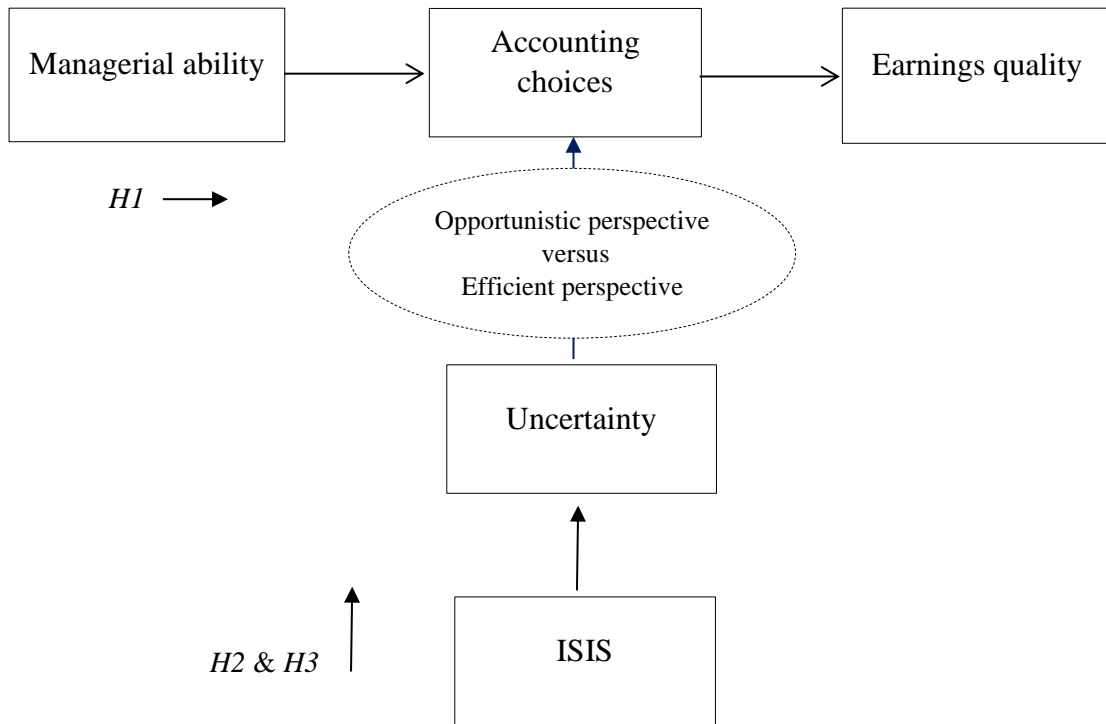 Managerial ability
Accounting
choices
Earnings quality
H1
Opportunistic perspective
versus
Efficient perspective
Uncertainty
H2 & H3
ISIS